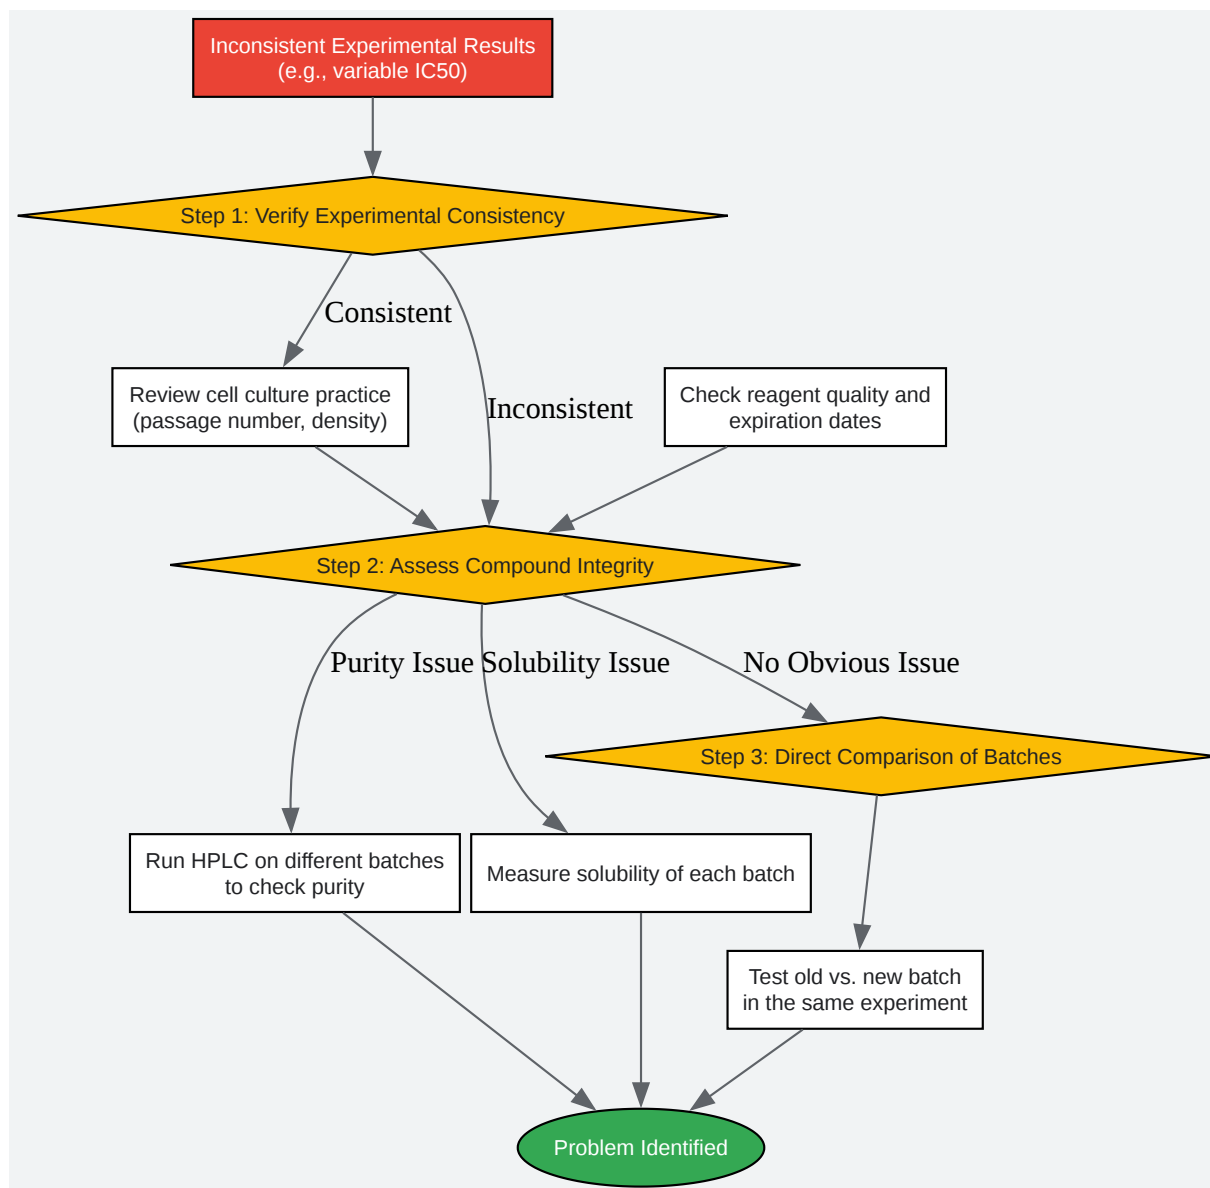 Inconsistent Experimental Results
(e.g., variable IC50)
Step 1: Verify Experimental Consistency
Consistent
Review cell culture practice
(passage number, density)
Inconsistent
Check reagent quality and
expiration dates
Step 2: Assess Compound Integrity
Purity Issue
Solubility Issue
No Obvious Issue
Step 3: Direct Comparison of Batches
Run HPLC on different batches
to check purity
Measure solubility of each batch
Test old vs. new batch
in the same experiment
Problem Identified